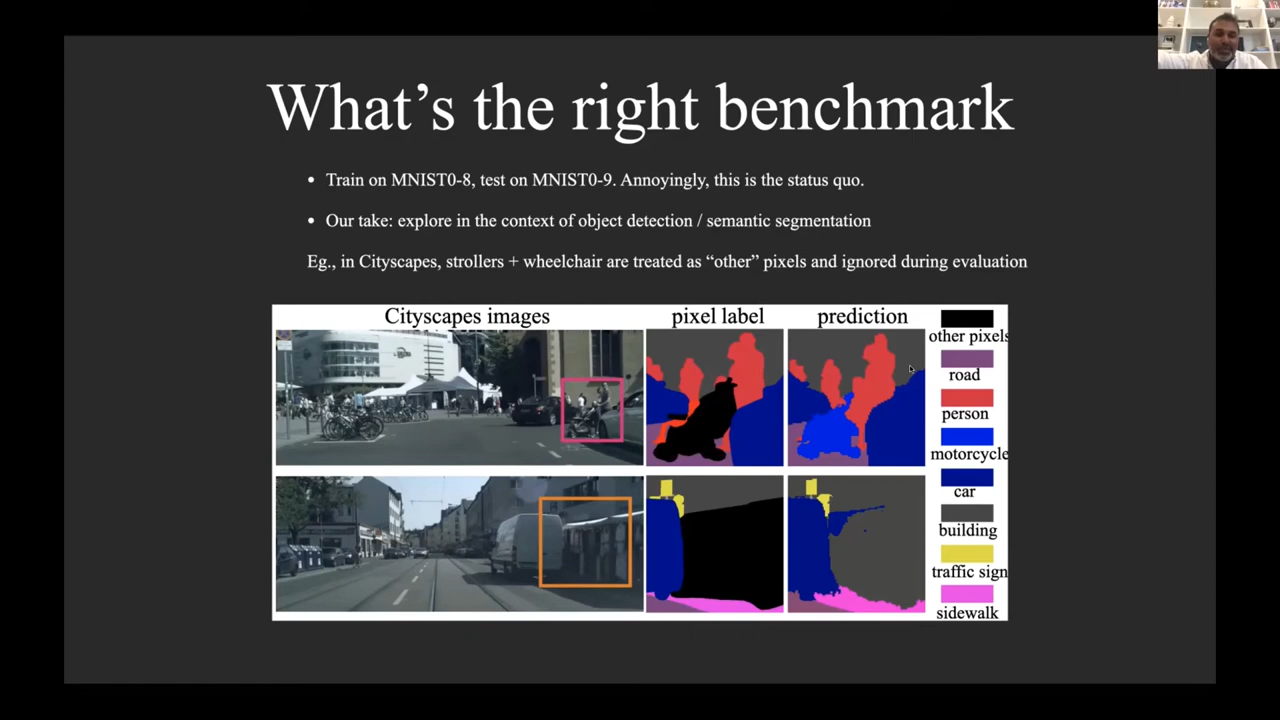 What's the right benchmark
• Train on MNIST0-8, test on MNIST0-9. Annoyingly, this is the status quo.
• Our take: explore in the context of object detection / semantic segmentation
Eg., in Cityscapes, strollers + wheelchair are treated as “other” pixels and ignored during evaluation
Cityscapes images
pixel label
prediction
other pixels
road
person
motorcycle
car
building
traffic sign
sidewalk